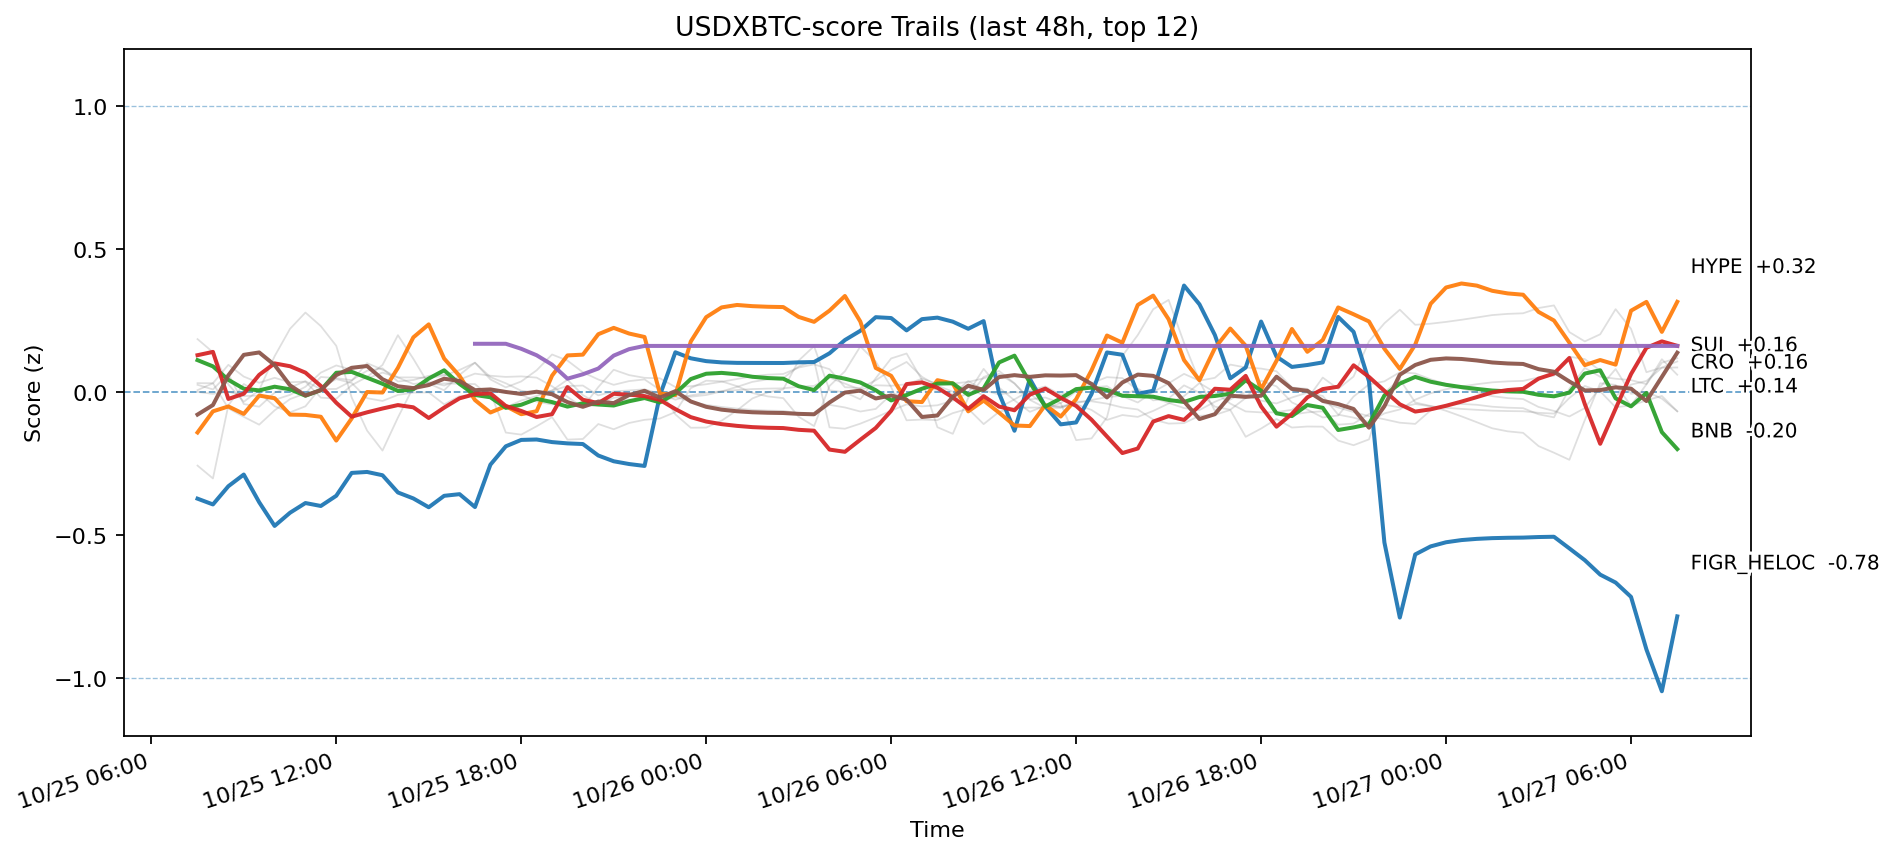 USDXBTC-score Trails (last 48h, top 12)
Score (z)
1.0
0.5
0.0
−0.5
−1.0
HYPE +0.32
SUI +0.16
CRO +0.16
LTC +0.14
BNB -0.20
FIGR_HELOC -0.78
10/25 06:00
10/25 12:00
10/25 18:00
10/26 00:00
10/26 06:00
10/26 12:00
10/26 18:00
10/27 00:00
10/27 06:00
Time